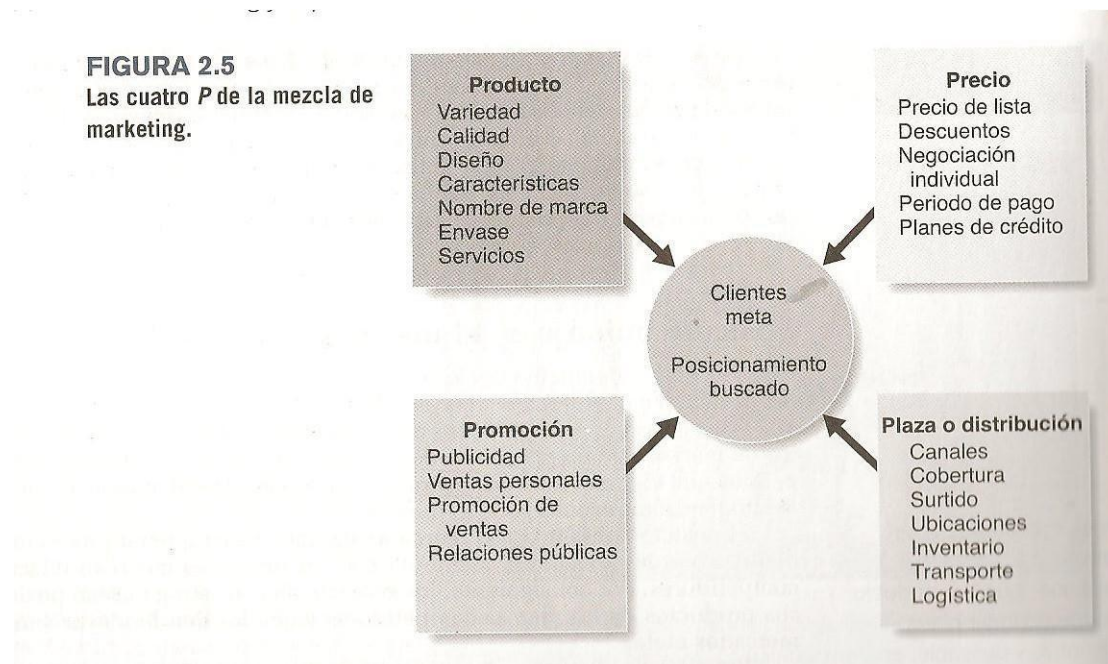 FIGURA 2.5
Las cuatro P de la mezcla de
marketing.
Producto
Variedad
Calidad
Diseño
Características
Nombre de marca
Envase
Servicios
Precio
Precio de lista
Descuentos
Negociación
individual
Periodo de pago
Planes de crédito
Clientes
meta
Posicionamiento
buscado
Promoción
Publicidad
Ventas personales
Promoción de
ventas
Relaciones públicas
Plaza o distribución
Canales
Cobertura
Surtido
Ubicaciones
Inventario
Transporte
Logística